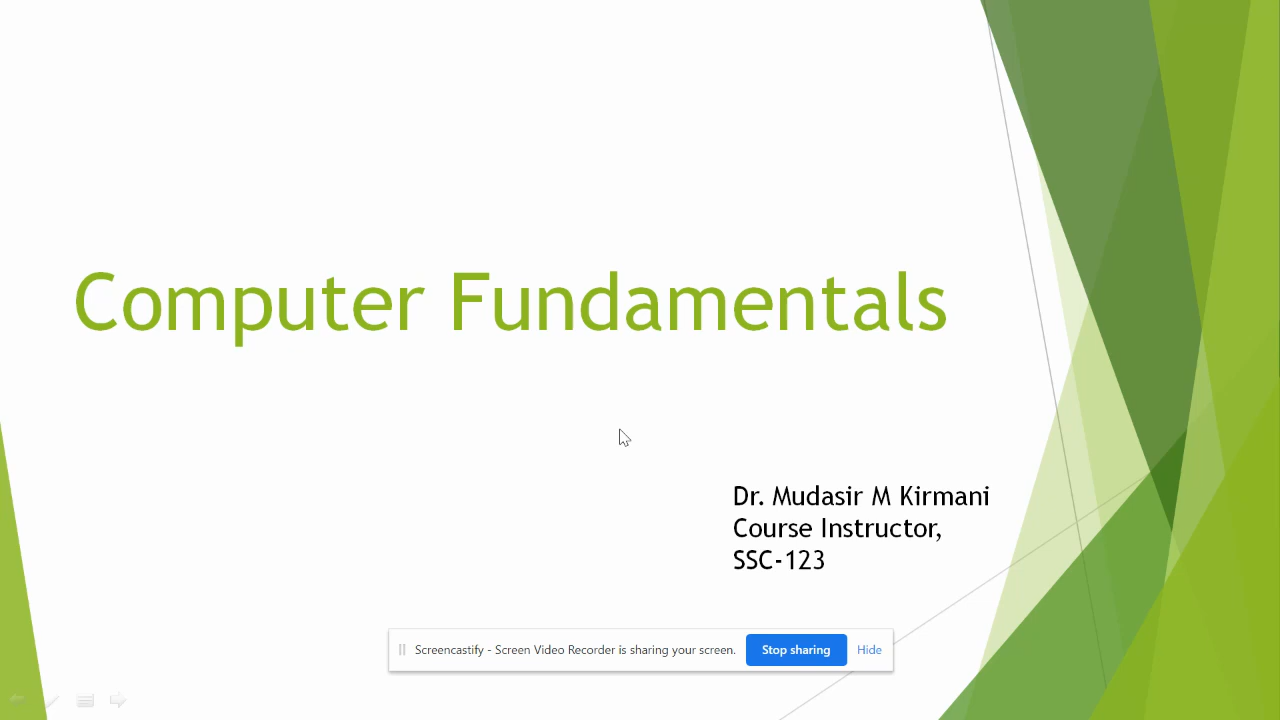 Computer Fundamentals
Dr. Mudasir M Kirmani
Course Instructor,
SSC-123
Screencastify - Screen Video Recorder is sharing your screen.
Stop sharing
Hide